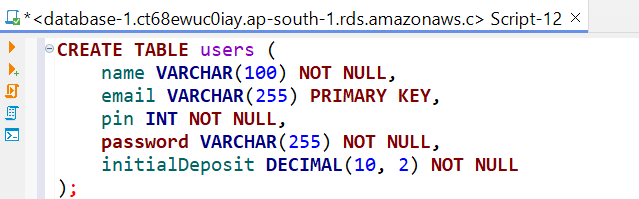 *<database-1.ct68ewuc0iay.ap-south-1.rds.amazonaws.c> Script-12
CREATE TABLE users (
    name VARCHAR(100) NOT NULL,
    email VARCHAR(255) PRIMARY KEY,
    pin INT NOT NULL,
    password VARCHAR(255) NOT NULL,
    initialDeposit DECIMAL(10, 2) NOT NULL
);